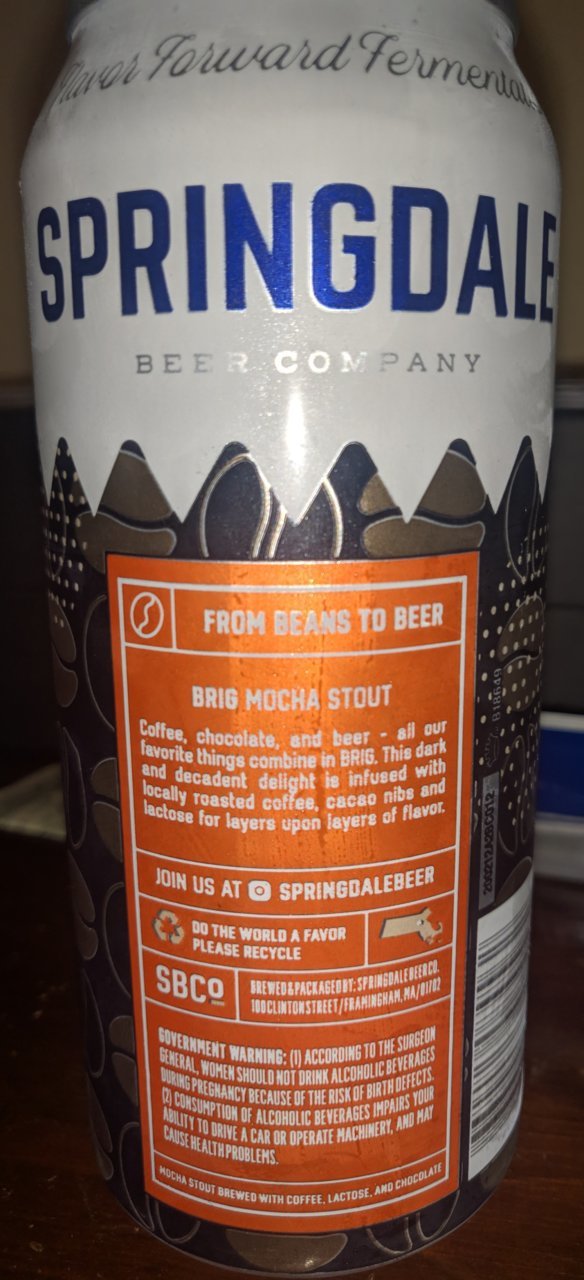 Flavor Forward Fermentat
SPRINGDALE
BEER COMPANY
FROM BEANS TO BEER
BRIG MOCHA STOUT
Coffee, chocolate, and beer - all our
favorite things combine in BRIG. This dark
and decadent delight is infused with
locally roasted coffee, cacao nibs and
lactose for layers upon layers of flavor.
JOIN US AT SPRINGDALEBEER
DO THE WORLD A FAVOR
PLEASE RECYCLE
SBCo
BREWED & PACKAGED BY: SPRINGDALE BEER CO.
100 CLINTON STREET / FRAMINGHAM, MA / 01702
GOVERNMENT WARNING: (1) ACCORDING TO THE SURGEON
GENERAL, WOMEN SHOULD NOT DRINK ALCOHOLIC BEVERAGES
DURING PREGNANCY BECAUSE OF THE RISK OF BIRTH DEFECTS.
(2) CONSUMPTION OF ALCOHOLIC BEVERAGES IMPAIRS YOUR
ABILITY TO DRIVE A CAR OR OPERATE MACHINERY, AND MAY
CAUSE HEALTH PROBLEMS.
MOCHA STOUT BREWED WITH COFFEE, LACTOSE, AND CHOCOLATE
B18649